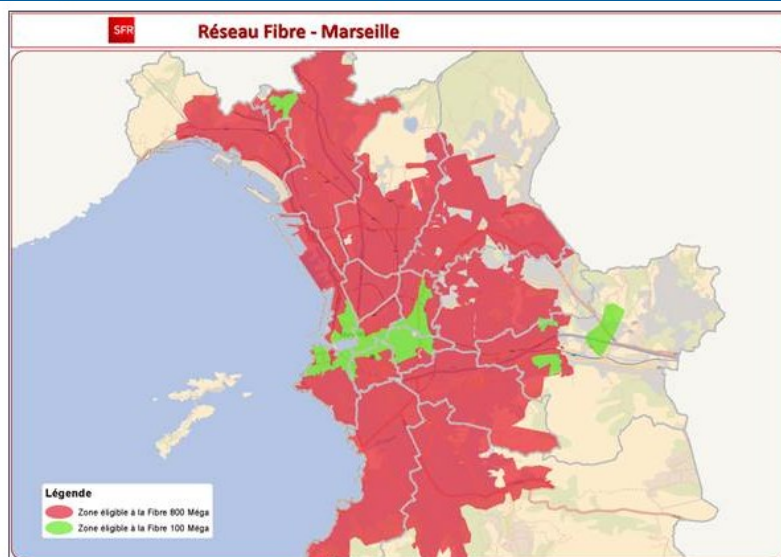 SFR
Réseau Fibre - Marseille
Légende
Zone éligible à la Fibre 800 Méga
Zone éligible à la Fibre 100 Méga